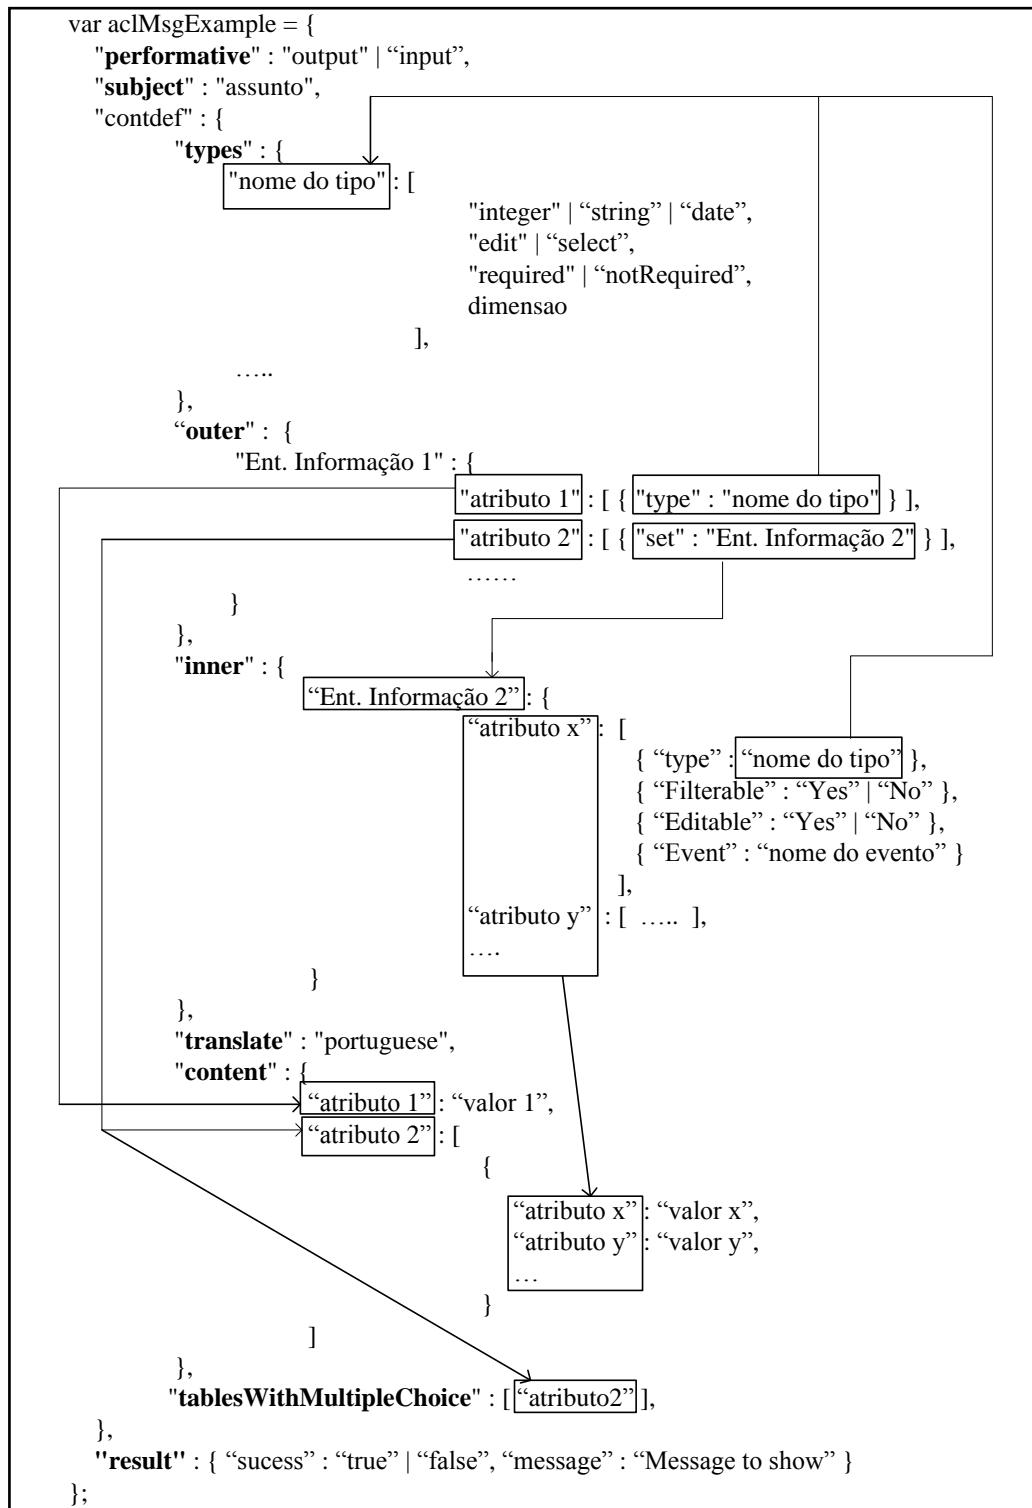 var aclMsgExample = {
"performative" : "output" | “input”,
"subject" : "assunto",
"contdef" : {
"types" : {
"nome do tipo" : [
"integer" | “string” | “date”,
"edit" | “select”,
"required" | “notRequired”,
dimensao
],
…..
},
“outer" : {
"Ent. Informação 1" : {
"atributo 1" : [ { "type" : "nome do tipo" } ],
"atributo 2" : [ { "set" : "Ent. Informação 2" } ],
……
}
},
"inner" : {
“Ent. Informação 2” : {
“atributo x” : [
{ “type” : “nome do tipo” },
{ “Filterable” : “Yes” | “No” },
{ “Editable” : “Yes” | “No” },
{ “Event” : “nome do evento” }
],
“atributo y” : [ ….. ],
….
}
},
"translate" : "portuguese",
"content" : {
“atributo 1” : “valor 1”,
“atributo 2” : [
{
“atributo x” : “valor x”,
“atributo y” : “valor y”,
…
}
]
},
"tablesWithMultipleChoice" : [ “atributo2” ],
},
"result" : { “sucess” : “true” | “false”, “message” : “Message to show” }
};